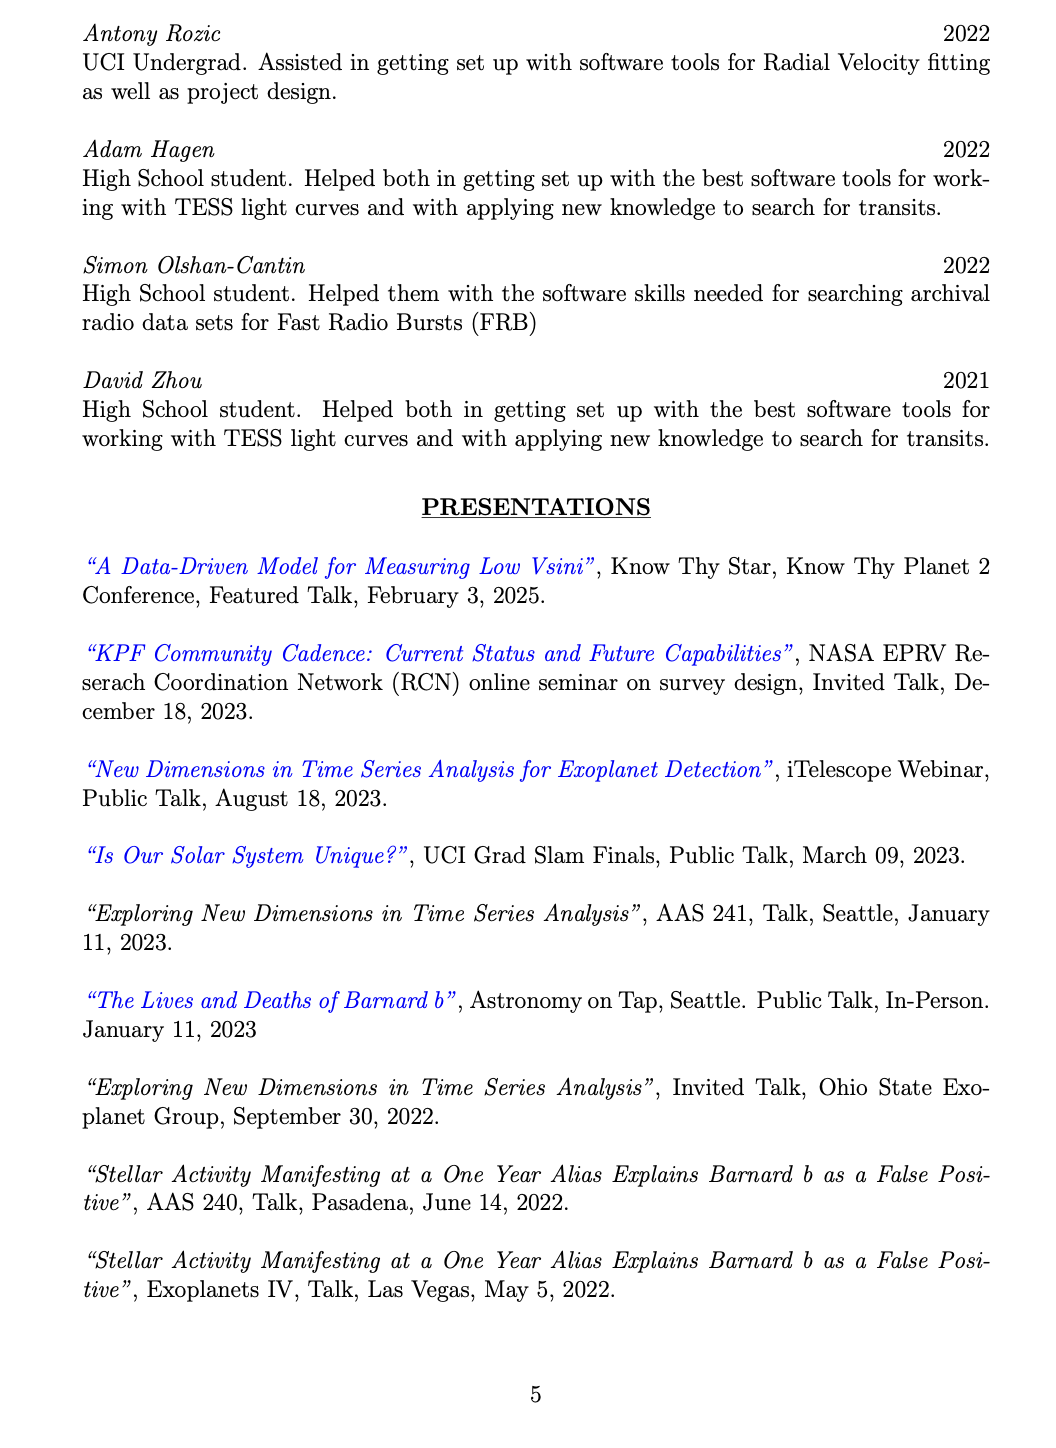 Antony Rozic 2022
UCI Undergrad. Assisted in getting set up with software tools for Radial Velocity fitting
as well as project design.
Adam Hagen 2022
High School student. Helped both in getting set up with the best software tools for work-
ing with TESS light curves and with applying new knowledge to search for transits.
Simon Olshan-Cantin 2022
High School student. Helped them with the software skills needed for searching archival
radio data sets for Fast Radio Bursts (FRB)
David Zhou 2021
High School student. Helped both in getting set up with the best software tools for
working with TESS light curves and with applying new knowledge to search for transits.
PRESENTATIONS
“A Data-Driven Model for Measuring Low Vsini”, Know Thy Star, Know Thy Planet 2
Conference, Featured Talk, February 3, 2025.
“KPF Community Cadence: Current Status and Future Capabilities”, NASA EPRV Re-
serach Coordination Network (RCN) online seminar on survey design, Invited Talk, De-
cember 18, 2023.
“New Dimensions in Time Series Analysis for Exoplanet Detection”, iTelescope Webinar,
Public Talk, August 18, 2023.
“Is Our Solar System Unique?”, UCI Grad Slam Finals, Public Talk, March 09, 2023.
“Exploring New Dimensions in Time Series Analysis”, AAS 241, Talk, Seattle, January
11, 2023.
“The Lives and Deaths of Barnard b”, Astronomy on Tap, Seattle. Public Talk, In-Person.
January 11, 2023
“Exploring New Dimensions in Time Series Analysis”, Invited Talk, Ohio State Exo-
planet Group, September 30, 2022.
“Stellar Activity Manifesting at a One Year Alias Explains Barnard b as a False Posi-
tive”, AAS 240, Talk, Pasadena, June 14, 2022.
“Stellar Activity Manifesting at a One Year Alias Explains Barnard b as a False Posi-
tive”, Exoplanets IV, Talk, Las Vegas, May 5, 2022.
5